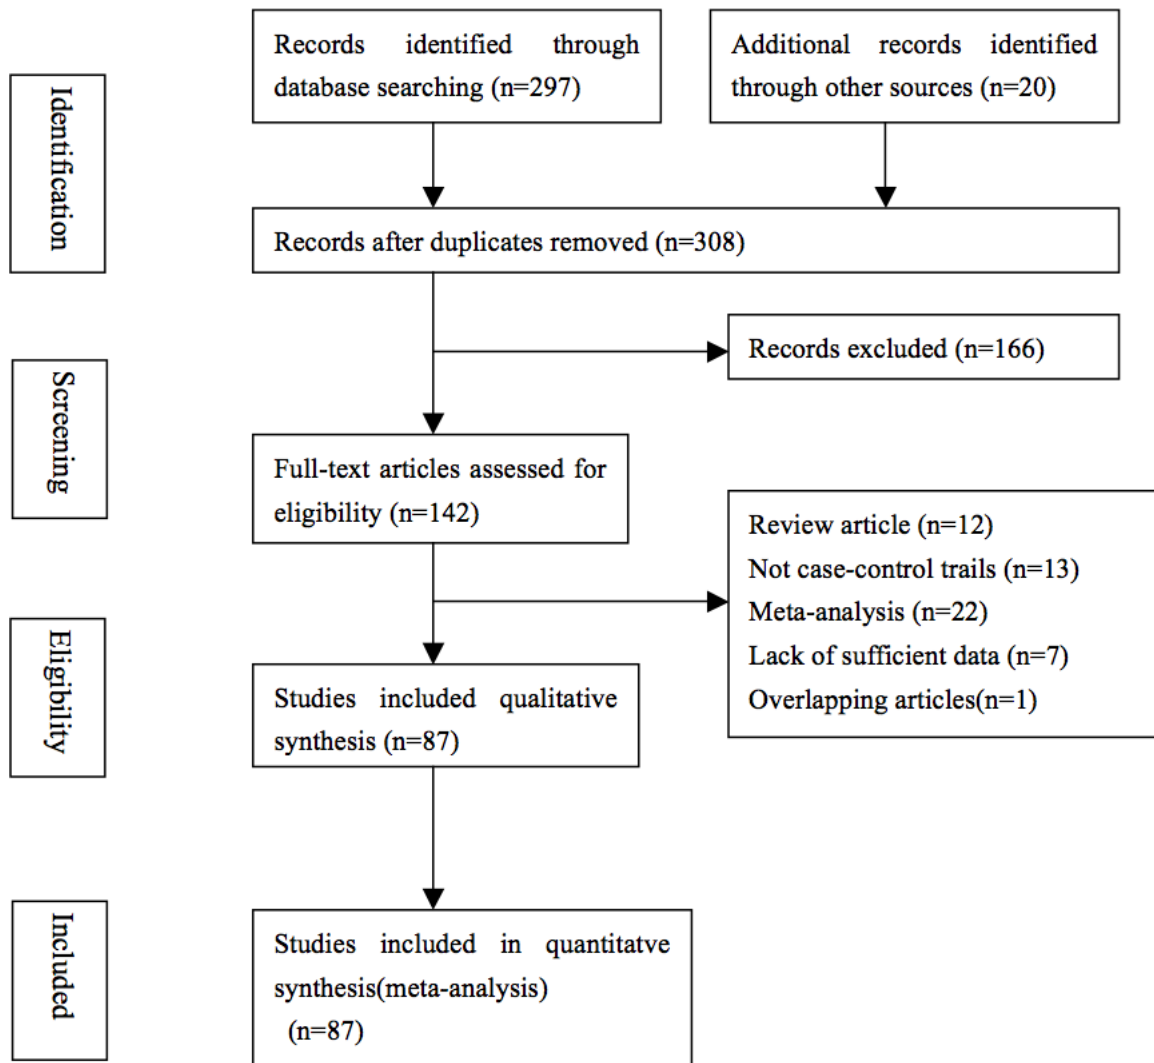 Identification
Records identified through
database searching (n=297)
Additional records identified
through other sources (n=20)
Records after duplicates removed (n=308)
Records excluded (n=166)
Screening
Full-text articles assessed for
eligibility (n=142)
Review article (n=12)
Not case-control trails (n=13)
Meta-analysis (n=22)
Lack of sufficient data (n=7)
Overlapping articles(n=1)
Eligibility
Studies included qualitative
synthesis (n=87)
Included
Studies included in quantitatve
synthesis(meta-analysis)
(n=87)